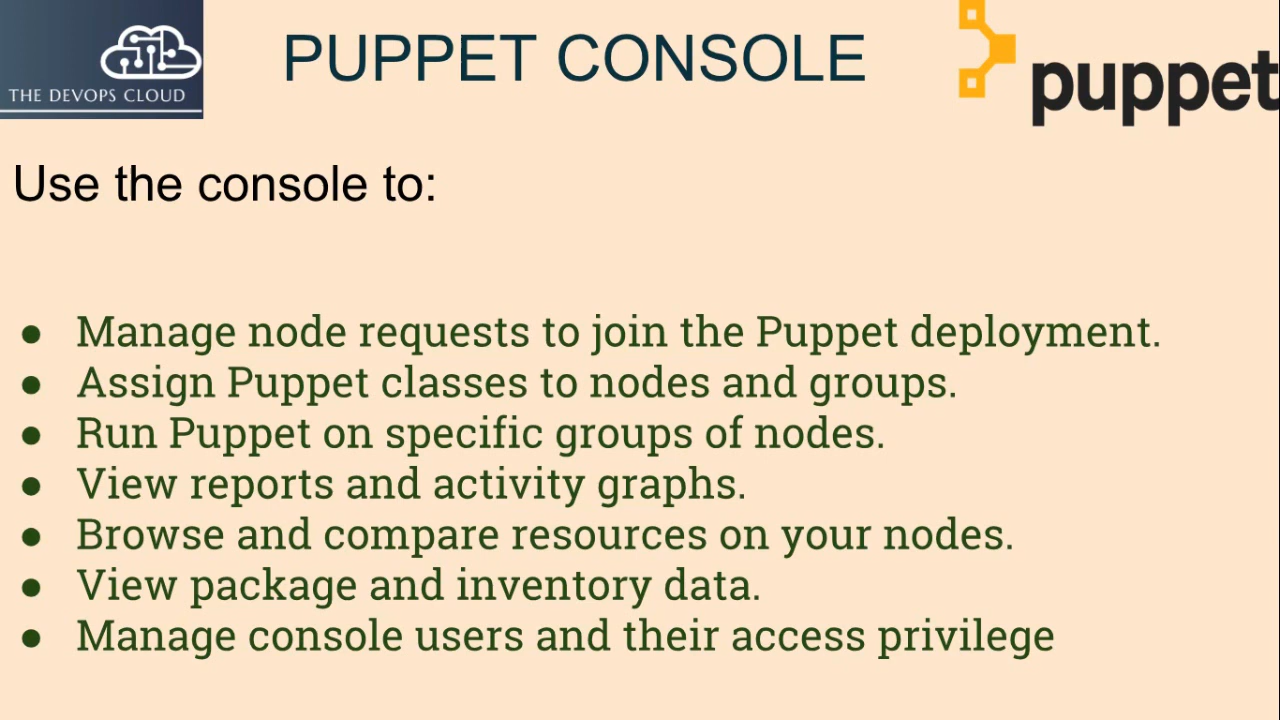 THE DEVOPS CLOUD
PUPPET CONSOLE
puppet
Use the console to:
● Manage node requests to join the Puppet deployment.
● Assign Puppet classes to nodes and groups.
● Run Puppet on specific groups of nodes.
● View reports and activity graphs.
● Browse and compare resources on your nodes.
● View package and inventory data.
● Manage console users and their access privilege